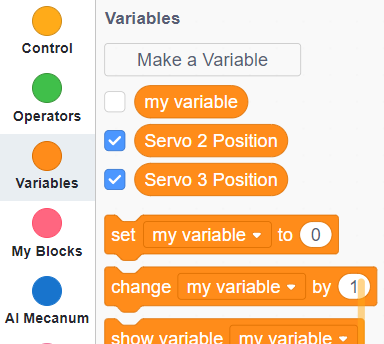 Control
Operators
Variables
My Blocks
AI Mecanum
Variables
Make a Variable
my variable
Servo 2 Position
Servo 3 Position
set my variable to 0
change my variable by 1
show variable my variable